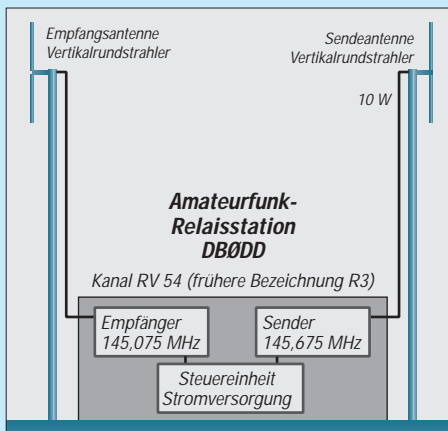 Empfangsantenne
Vertikalrundstrahler
Sendeantenne
Vertikalrundstrahler
10 W
Amateurfunk-
Relaisstation
DBØDD
Kanal RV 54 (frühere Bezeichnung R3)
Empfänger
145,075 MHz
Sender
145,675 MHz
Steuereinheit
Stromversorgung